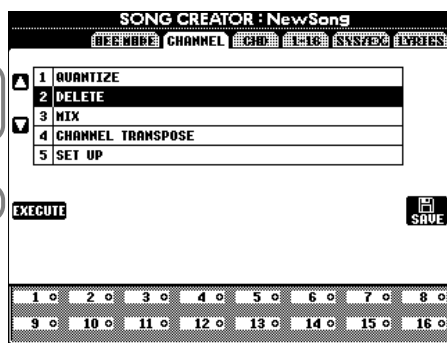 SONG CREATOR : NewSong
REC MODE CHANNEL CHD 1-16 SYS/EX. LYRICS
1 QUANTIZE
2 DELETE
3 MIX
4 CHANNEL TRANSPOSE
5 SET UP
EXECUTE
SAVE
1 2 3 4 5 6 7 8
9 10 11 12 13 14 15 16